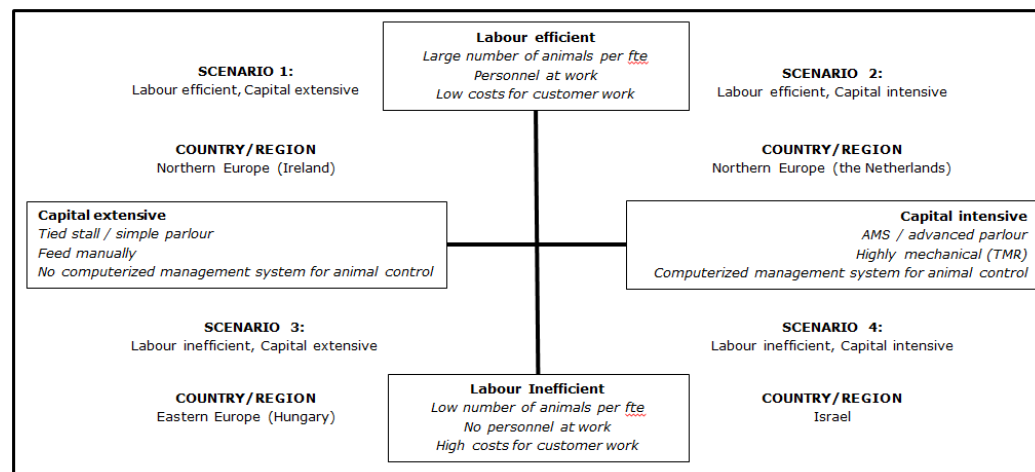 Labour efficient
Large number of animals per fte
Personnel at work
Low costs for customer work
SCENARIO 1:
Labour efficient, Capital extensive
SCENARIO 2:
Labour efficient, Capital intensive
COUNTRY/REGION
Northern Europe (Ireland)
COUNTRY/REGION
Northern Europe (the Netherlands)
Capital extensive
Tied stall / simple parlour
Feed manually
No computerized management system for animal control
Capital intensive
AMS / advanced parlour
Highly mechanical (TMR)
Computerized management system for animal control
SCENARIO 3:
Labour inefficient, Capital extensive
SCENARIO 4:
Labour inefficient, Capital intensive
COUNTRY/REGION
Eastern Europe (Hungary)
Labour Inefficient
Low number of animals per fte
No personnel at work
High costs for customer work
COUNTRY/REGION
Israel